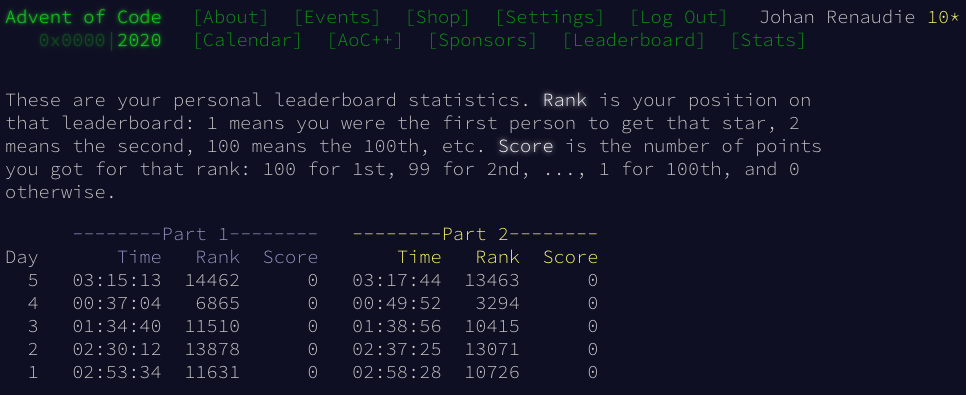 Advent of Code [About] [Events] [Shop] [Settings] [Log Out] Johan Renaudie 10*
0x0000|2020 [Calendar] [AoC++] [Sponsors] [Leaderboard] [Stats]
These are your personal leaderboard statistics. Rank is your position on
that leaderboard: 1 means you were the first person to get that star, 2
means the second, 100 means the 100th, etc. Score is the number of points
you got for that rank: 100 for 1st, 99 for 2nd, ..., 1 for 100th, and 0
otherwise.
--------Part 1-------- --------Part 2--------
Day Time Rank Score Time Rank Score
5 03:15:13 14462 0 03:17:44 13463 0
4 00:37:04 6865 0 00:49:52 3294 0
3 01:34:40 11510 0 01:38:56 10415 0
2 02:30:12 13878 0 02:37:25 13071 0
1 02:53:34 11631 0 02:58:28 10726 0